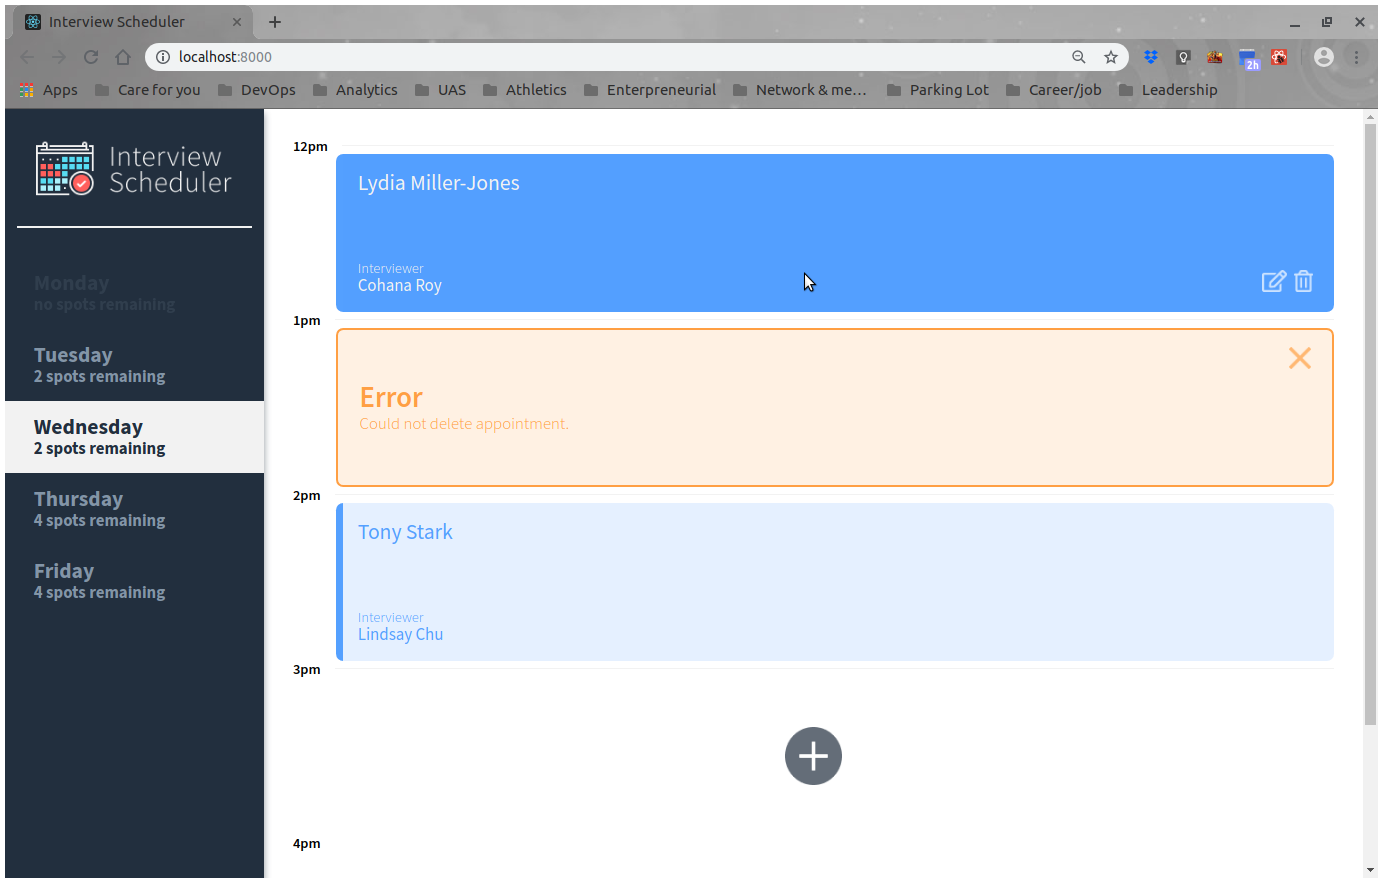 Interview Scheduler
localhost:8000
2h
Apps Care for you DevOps Analytics UAS Athletics Enterpreneurial Network & me... Parking Lot Career/job Leadership
Interview
Scheduler
Monday
no spots remaining
Tuesday
2 spots remaining
Wednesday
2 spots remaining
Thursday
4 spots remaining
Friday
4 spots remaining
12pm
Lydia Miller-Jones
Interviewer
Cohana Roy
1pm
Error
Could not delete appointment.
2pm
Tony Stark
Interviewer
Lindsay Chu
3pm
4pm